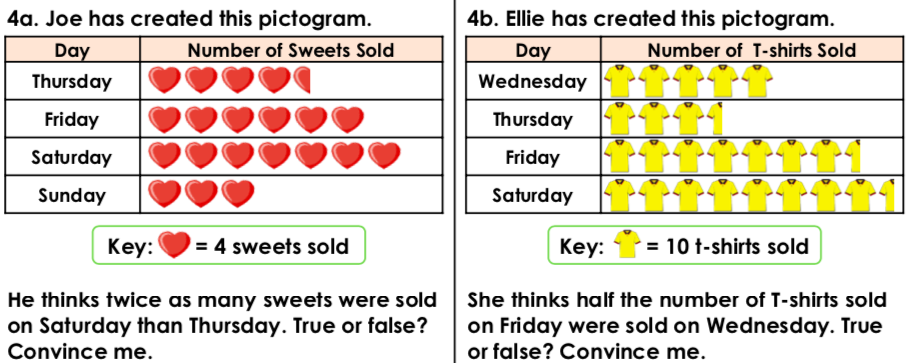 4a. Joe has created this pictogram.
Day Number of Sweets Sold
Thursday
Friday
Saturday
Sunday
Key: = 4 sweets sold
He thinks twice as many sweets were sold
on Saturday than Thursday. True or false?
Convince me.
4b. Ellie has created this pictogram.
Day Number of T-shirts Sold
Wednesday
Thursday
Friday
Saturday
Key: = 10 t-shirts sold
She thinks half the number of T-shirts sold
on Friday were sold on Wednesday. True
or false? Convince me.